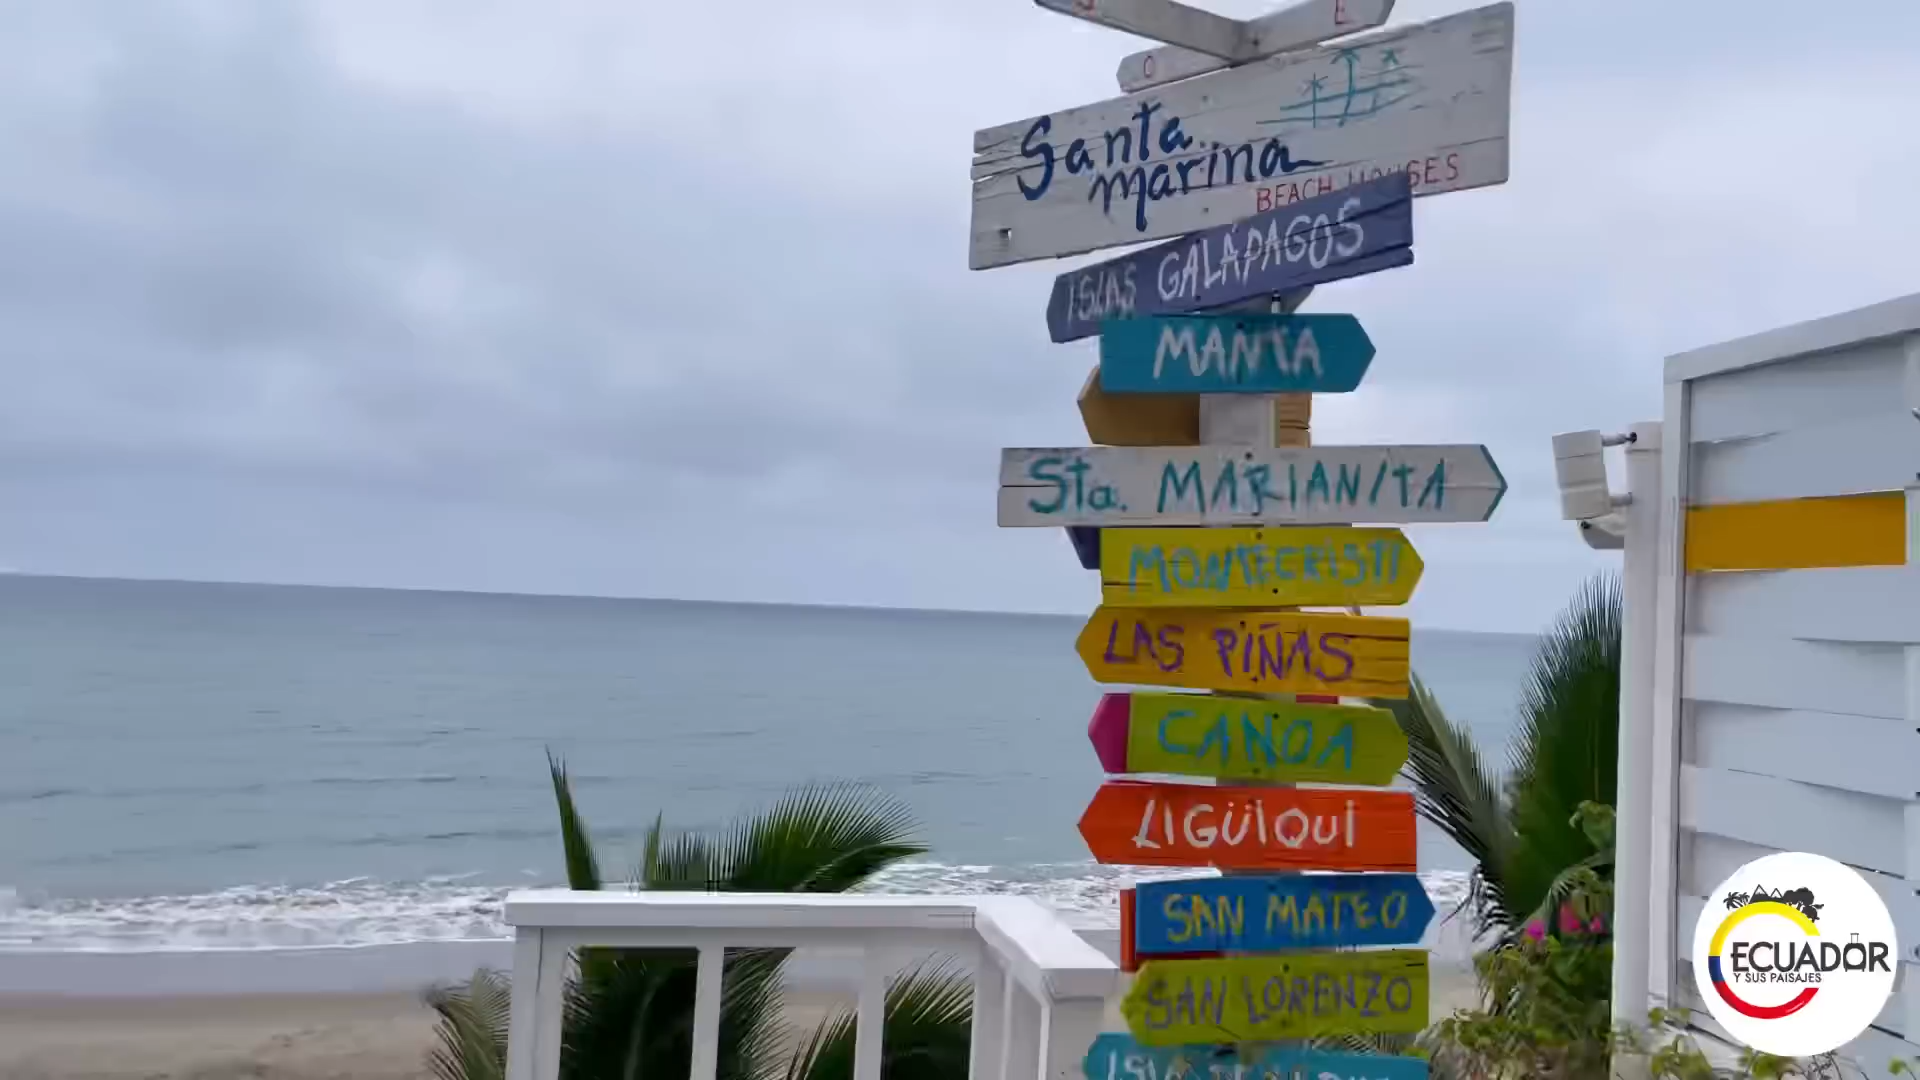 S
E
O
Santa
marina
BEACH HOUSES
ISLAS GALÁPAGOS
MANTA
Sta. MARIANITA
MONTECRISTI
LAS PIÑAS
CANOA
LIGÜIQUI
SAN MATEO
SAN LORENZO
ECUADOR
Y SUS PAISAJES